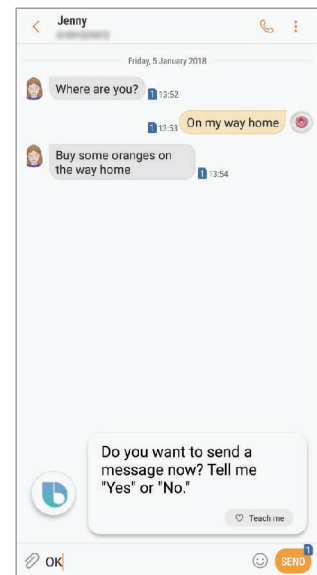 Jenny
Friday, 5 January 2018
Where are you?
1 13:52
On my way home
1 13:53
Buy some oranges on
the way home
1 13:54
Do you want to send a
message now? Tell me
"Yes" or "No."
Teach me
OK
SEND
1